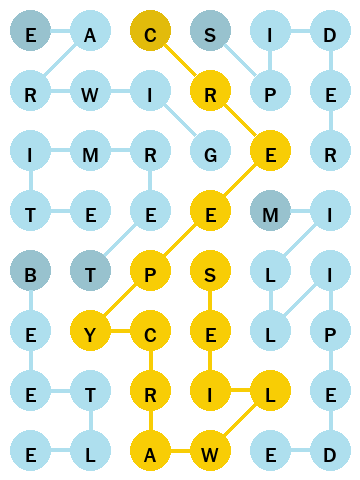 E A C S I D
R W I R P E
I M R G E R
T E E E M I
B T P S L I
E Y C E L P
E T R I L E
E L A W E D